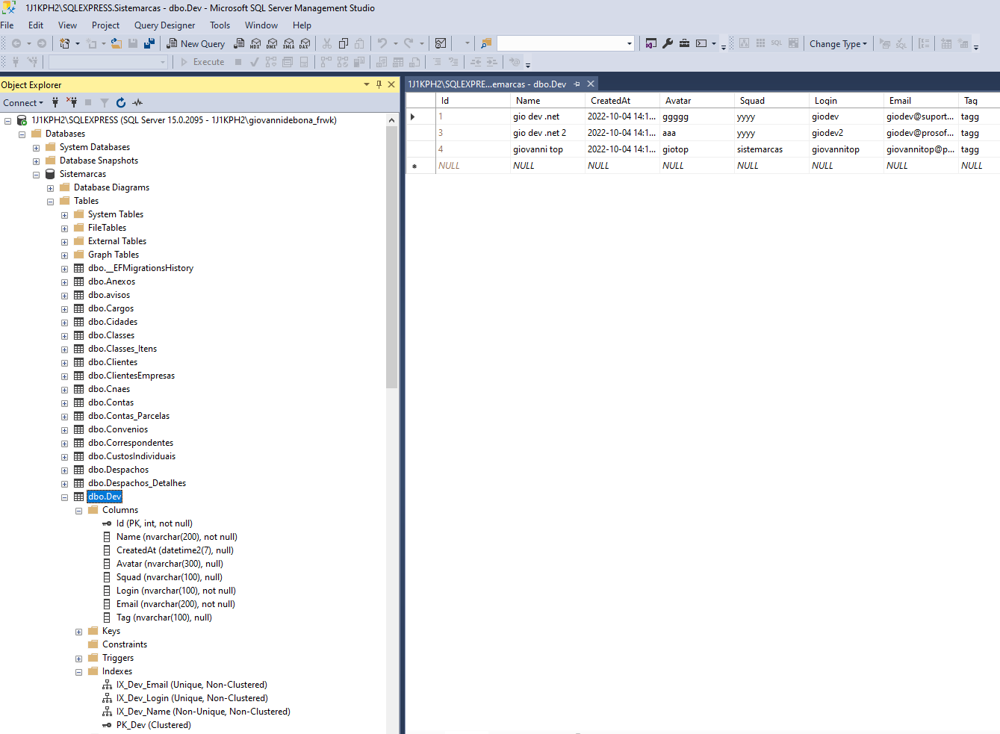 1J1KPH2\SQLEXPRESS.Sistemarcas - dbo.Dev - Microsoft SQL Server Management Studio
File Edit View Project Query Designer Tools Window Help
New Query MDX DMX XMLA DAX SQL Change Type
Execute
Object Explorer
Connect
1J1KPH2\SQLEXPRESS (SQL Server 15.0.2095 - 1J1KPH2\giovannidebona_frwk)
Databases
System Databases
Database Snapshots
Sistemarcas
Database Diagrams
Tables
System Tables
FileTables
External Tables
Graph Tables
dbo.__EFMigrationsHistory
dbo.Anexos
dbo.avisos
dbo.Cargos
dbo.Cidades
dbo.Classes
dbo.Classes_Itens
dbo.Clientes
dbo.ClientesEmpresas
dbo.Cnaes
dbo.Contas
dbo.Contas_Parcelas
dbo.Convenios
dbo.Correspondentes
dbo.CustosIndividuais
dbo.Despachos
dbo.Despachos_Detalhes
dbo.Dev
Columns
Id (PK, int, not null)
Name (nvarchar(200), not null)
CreatedAt (datetime2(7), null)
Avatar (nvarchar(300), null)
Squad (nvarchar(100), null)
Login (nvarchar(100), not null)
Email (nvarchar(200), not null)
Tag (nvarchar(100), null)
Keys
Constraints
Triggers
Indexes
IX_Dev_Email (Unique, Non-Clustered)
IX_Dev_Login (Unique, Non-Clustered)
IX_Dev_Name (Non-Unique, Non-Clustered)
PK_Dev (Clustered)
1J1KPH2\SQLEXPRE...emarcas - dbo.Dev
Id Name CreatedAt Avatar Squad Login Email Tag
1 gio dev .net 2022-10-04 14:1... ggggg yyyy giodev giodev@suport... tagg
3 gio dev .net 2 2022-10-04 14:1... aaa yyyy giodev2 giodev@prosof... tagg
4 giovanni top 2022-10-04 14:1... giotop sistemarcas giovannitop giovannitop@p... tagg
NULL NULL NULL NULL NULL NULL NULL NULL